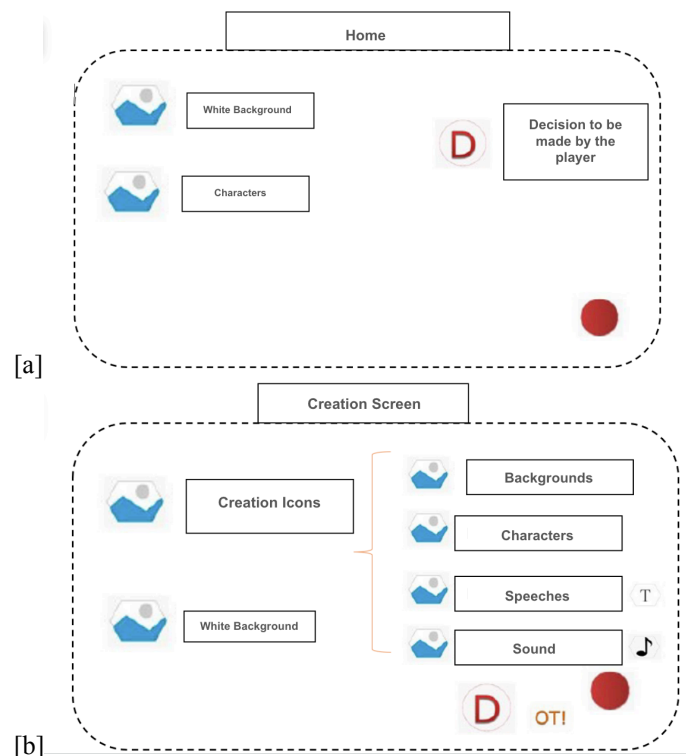 Home
White Background
D
Decision to be
made by the
player
Characters
[a]
Creation Screen
Creation Icons
Backgrounds
Characters
White Background
Speeches
T
Sound
D
OT!
[b]